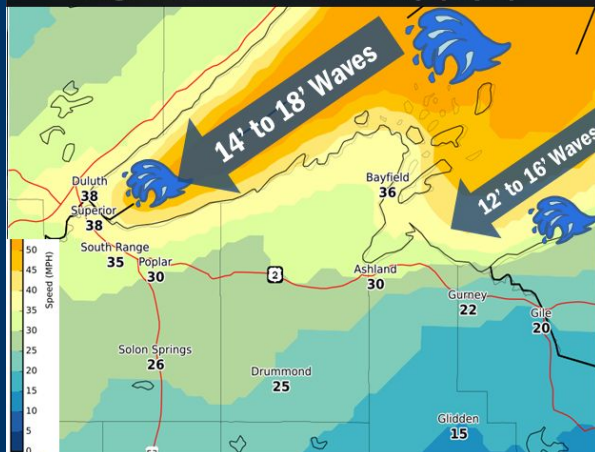 14' to 18' Waves
12' to 16' Waves
Duluth
38
Superior
38
Bayfield
36
South Range
35
Poplar
30
2
Ashland
30
Gurney
22
Gile
20
Solon Springs
26
Drummond
25
Glidden
15
50
45
40
35
30
25
20
15
10
5
0
Speed (MPH)